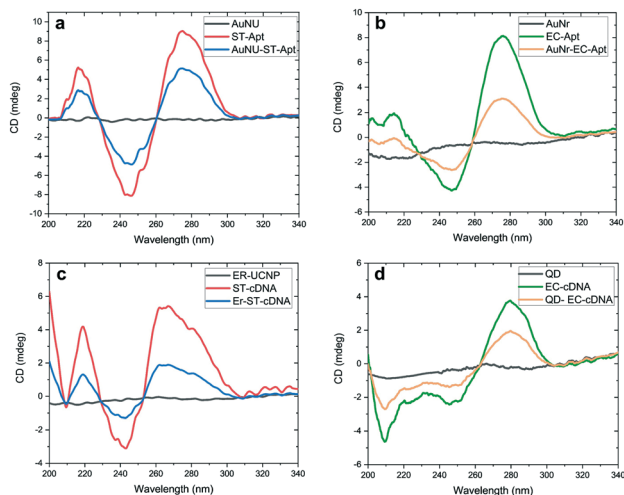 a
AuNU
ST-Apt
AuNU-ST-Apt
CD (mdeg)
10
8
6
4
2
0
-2
-4
-6
-8
-10
200 220 240 260 280 300 320 340
Wavelength (nm)
b
AuNr
EC-Apt
AuNr-EC-Apt
CD (mdeg)
10
8
6
4
2
0
-2
-4
-6
200 220 240 260 280 300 320 340
Wavelength (nm)
c
ER-UCNP
ST-cDNA
Er-ST-cDNA
CD (mdeg)
8
6
4
2
0
-2
-4
200 220 240 260 280 300 320 340
Wavelength (nm)
d
QD
EC-cDNA
QD- EC-cDNA
CD (mdeg)
6
4
2
0
-2
-4
-6
200 220 240 260 280 300 320 340
Wavelength (nm)